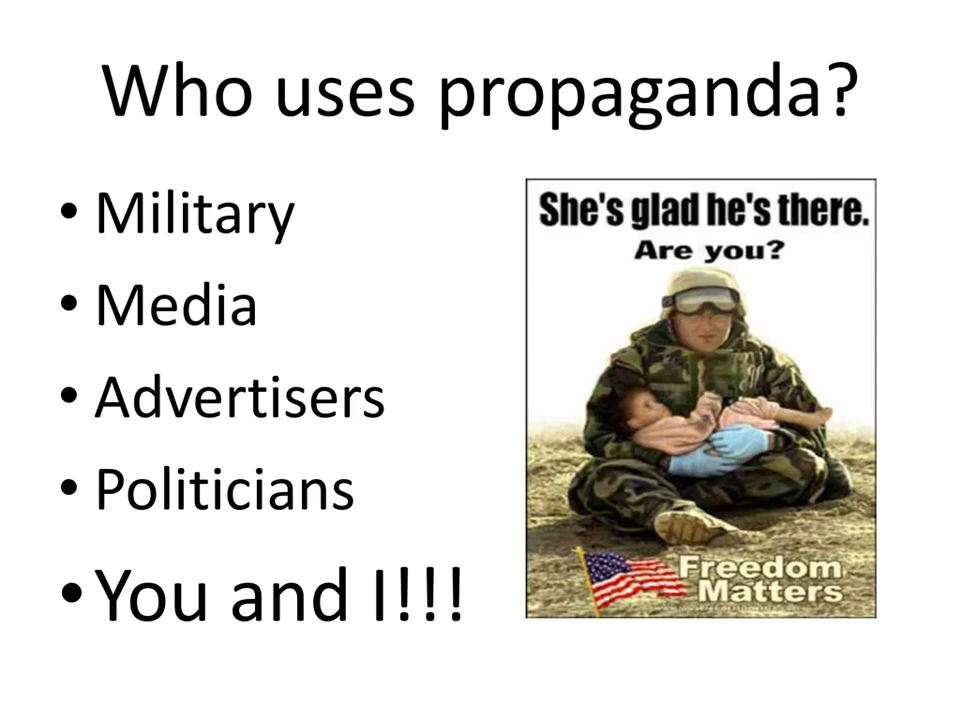 Who uses propaganda?
• Military
• Media
• Advertisers
• Politicians
• You and I!!!
She's glad he's there.
Are you?
Freedom
Matters